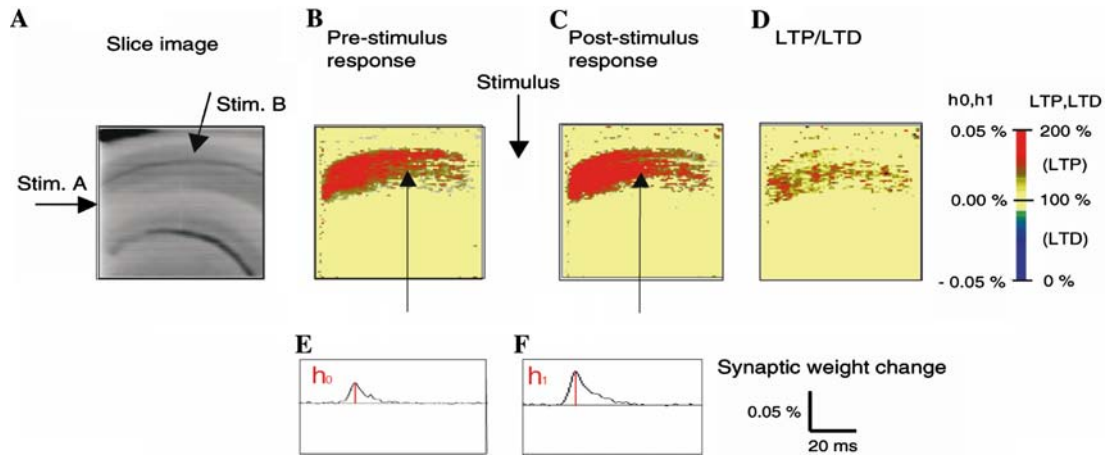 A
Slice image
Stim. B
Stim. A
B
Pre-stimulus
response
Stimulus
C
Post-stimulus
response
D
LTP/LTD
h0,h1
LTP,LTD
0.05 %
200 %
(LTP)
0.00 %
100 %
(LTD)
- 0.05 %
0 %
E
h0
F
h1
Synaptic weight change
0.05 %
20 ms